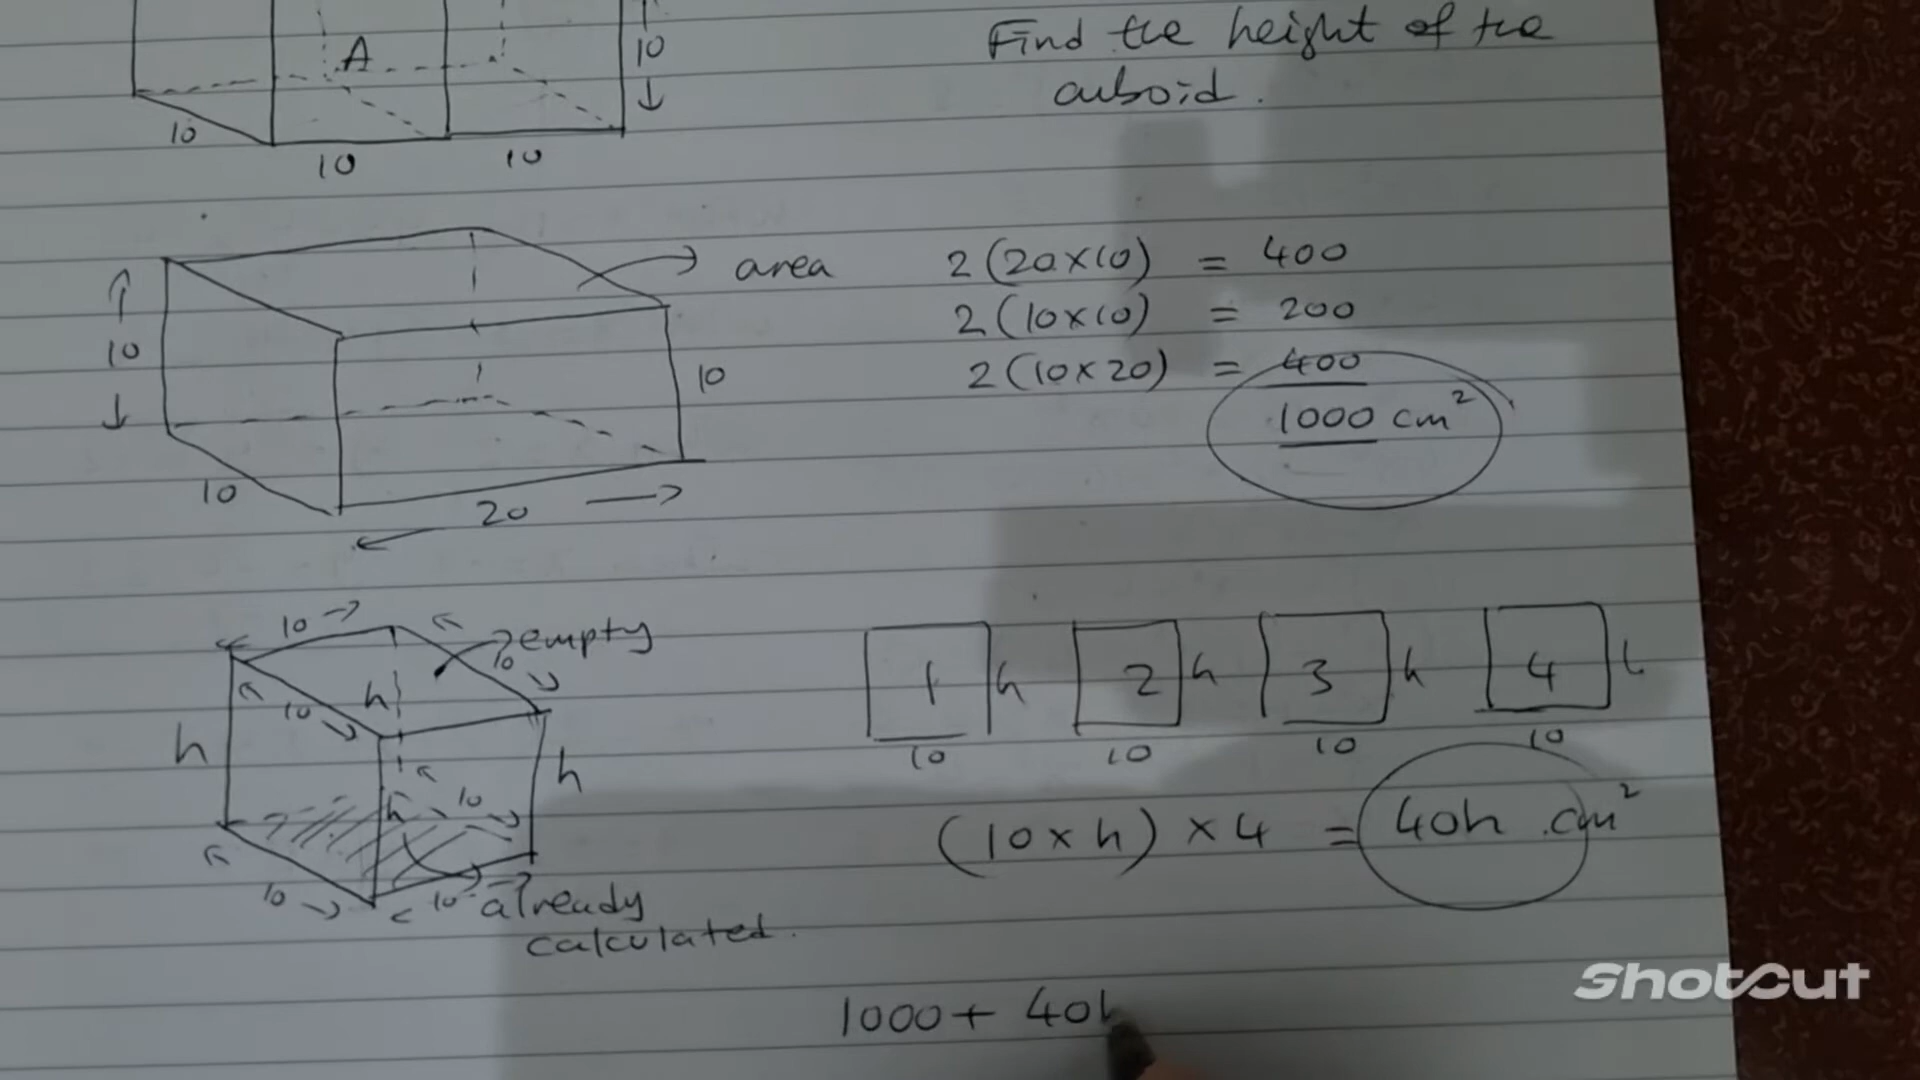 Find the height of the
cuboid.
A
10
10
10
10
area
2(20×10) = 400
2(10×10) = 200
2(10×20) = 400
1000 cm²
10
10
10
20
10
empty
10
10
h
h
h
h
10
10
10
already
calculated.
1 h 2 h 3 h 4 h
10 10 10 10
(10 × h) × 4 = 40h cm²
1000 + 40h
SHOTCUT